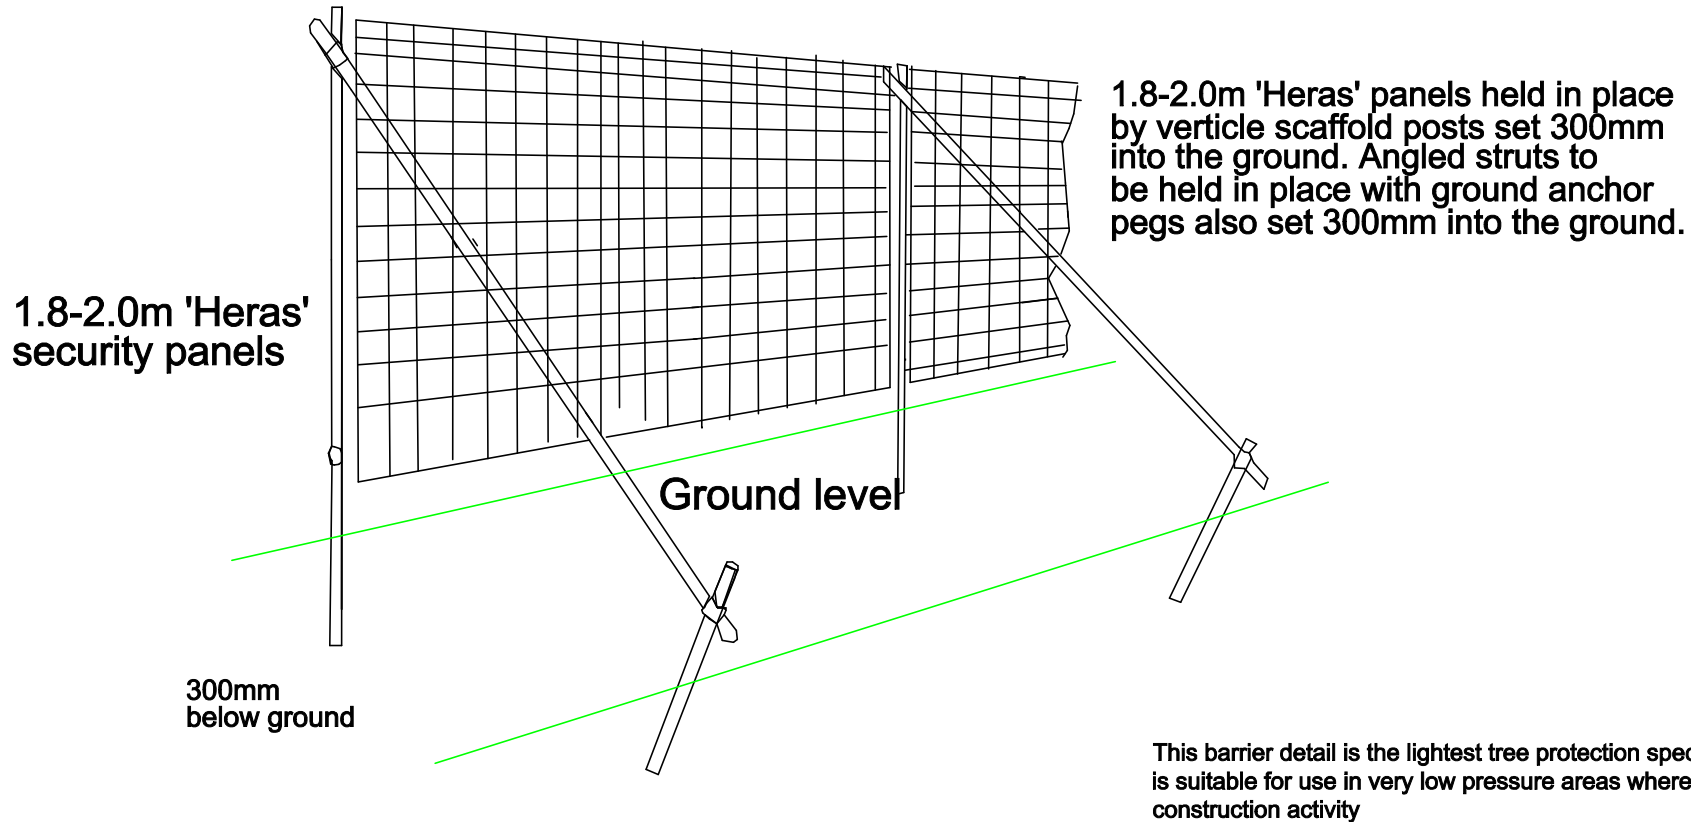 1.8-2.0m 'Heras' panels held in place
by verticle scaffold posts set 300mm
into the ground. Angled struts to
be held in place with ground anchor
pegs also set 300mm into the ground.
1.8-2.0m 'Heras'
security panels
Ground level
300mm
below ground
This barrier detail is the lightest tree protection
is suitable for use in very low pressure areas where
construction activity